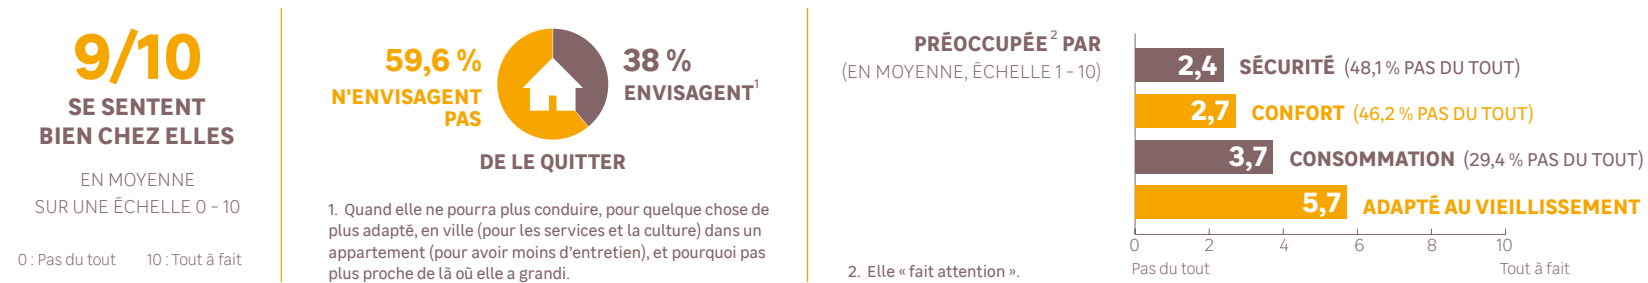 9/10
SE SENTENT
BIEN CHEZ ELLES
EN MOYENNE
SUR UNE ÉCHELLE 0 - 10
0 : Pas du tout 10 : Tout à fait
59,6 %
N'ENVISAGENT
PAS
38 %
ENVISAGENT¹
DE LE QUITTER
1. Quand elle ne pourra plus conduire, pour quelque chose de
plus adapté, en ville (pour les services et la culture) dans un
appartement (pour avoir moins d’entretien), et pourquoi pas
plus proche de là où elle a grandi.
PRÉOCCUPÉE² PAR
(EN MOYENNE, ÉCHELLE 1 - 10)
2,4 SÉCURITÉ (48,1 % PAS DU TOUT)
2,7 CONFORT (46,2 % PAS DU TOUT)
3,7 CONSOMMATION (29,4 % PAS DU TOUT)
5,7 ADAPTÉ AU VIEILLISSEMENT
0 2 4 6 8 10
Pas du tout Tout à fait
2. Elle « fait attention ».